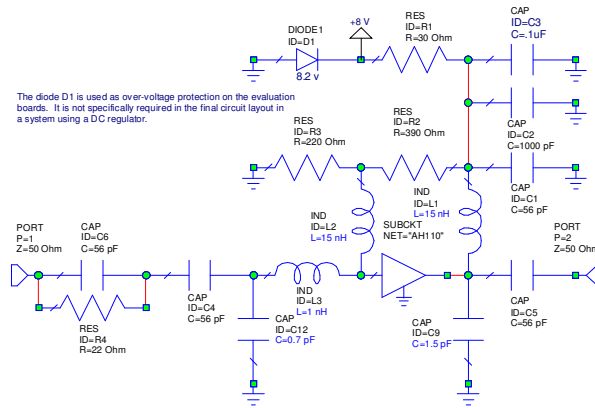 +8 V
DIODE1
ID=D1
8.2 v
RES
ID=R1
R=30 Ohm
CAP
ID=C3
C=.1uF
The diode D1 is used as over-voltage protection on the evaluation
boards.  It is not specifically required in the final circuit layout in
a system using a DC regulator.
CAP
ID=C2
C=1000 pF
RES
ID=R3
R=220 Ohm
RES
ID=R2
R=390 Ohm
CAP
ID=C1
C=56 pF
IND
ID=L2
L=15 nH
IND
ID=L1
L=15 nH
SUBCKT
NET="AH110"
PORT
P=1
Z=50 Ohm
CAP
ID=C6
C=56 pF
PORT
P=2
Z=50 Ohm
RES
ID=R4
R=22 Ohm
CAP
ID=C4
C=56 pF
IND
ID=L3
L=1 nH
CAP
ID=C12
C=0.7 pF
CAP
ID=C9
C=1.5 pF
CAP
ID=C5
C=56 pF